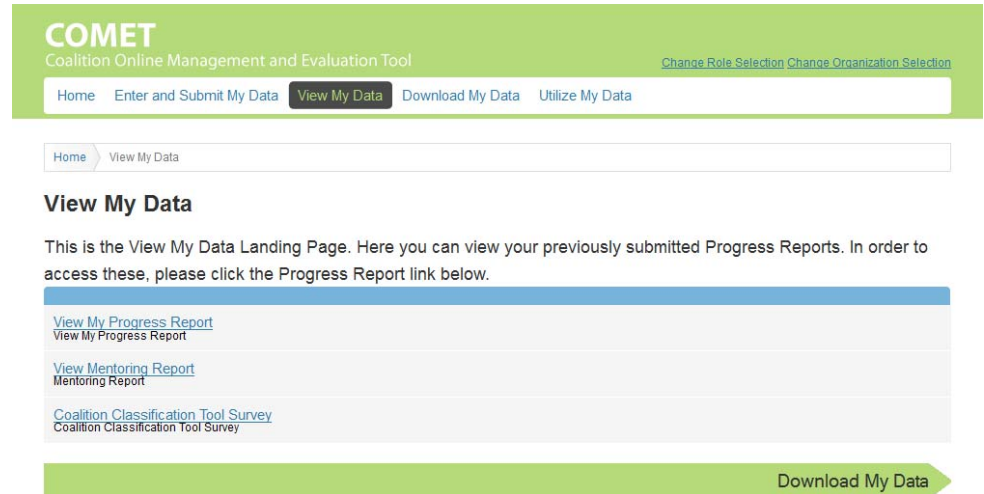 COMET
Coalition Online Management and Evaluation Tool
Change Role Selection Change Organization Selection
Home Enter and Submit My Data View My Data Download My Data Utilize My Data
Home View My Data
View My Data
This is the View My Data Landing Page. Here you can view your previously submitted Progress Reports. In order to
access these, please click the Progress Report link below.
View My Progress Report
View My Progress Report
View Mentoring Report
Mentoring Report
Coalition Classification Tool Survey
Coalition Classification Tool Survey
Download My Data